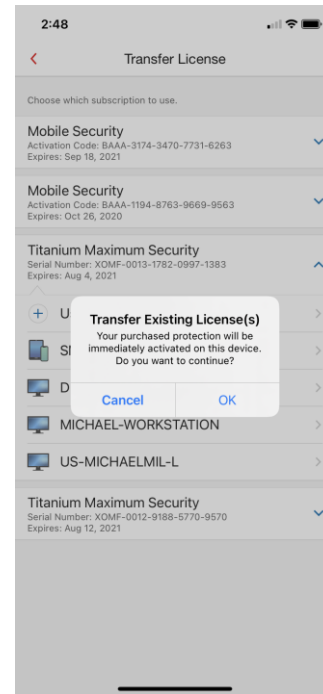 2:48
Transfer License
Choose which subscription to use.
Mobile Security
Activation Code: BAAA-3174-3470-7731-6263
Expires: Sep 18, 2021
Mobile Security
Activation Code: BAAA-1194-8763-9669-9563
Expires: Oct 26, 2020
Titanium Maximum Security
Serial Number: XOMF-0013-1782-0997-1383
Expires: Aug 4, 2021
Transfer Existing License(s)
Your purchased protection will be
immediately activated on this device.
Do you want to continue?
Cancel OK
MICHAEL-WORKSTATION
US-MICHAELMIL-L
Titanium Maximum Security
Serial Number: XOMF-0012-9188-5770-9570
Expires: Aug 12, 2021